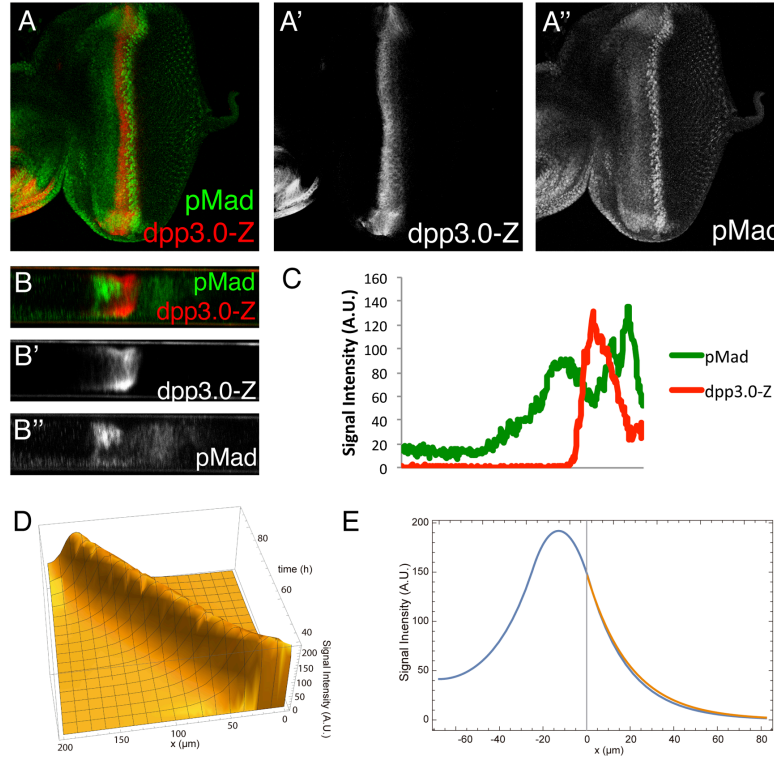 A
pMad
dpp3.0-Z
A'
dpp3.0-Z
A"
pMad
B
pMad
dpp3.0-Z
B'
dpp3.0-Z
B"
pMad
C
Signal Intensity (A.U.)
160
140
120
100
80
60
40
20
0
pMad
dpp3.0-Z
D
80
time (h)
60
40
200
150
100
50
0
Signal Intensity (A.U.)
200
150
100
50
0
x (µm)
E
Signal Inuensity (A.U.)
200
150
100
50
0
-60
-40
-20
0
20
40
60
80
x (µm)